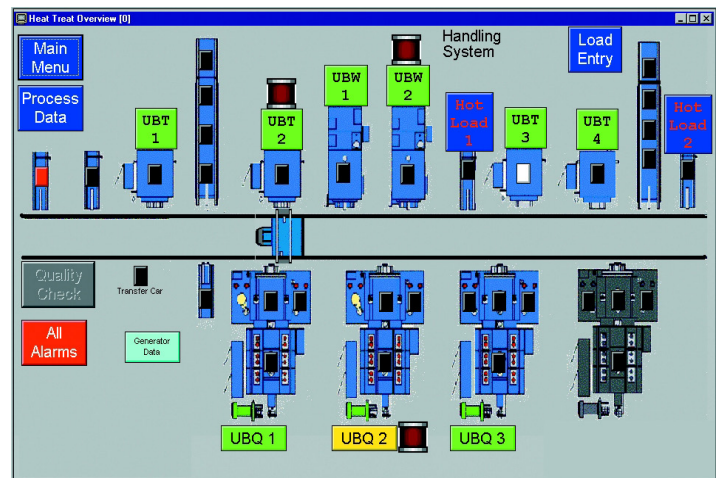 Heat Treat Overview [0]
Main
Menu
Process
Data
UBT
1
UBT
2
UBW
1
UBW
2
Handling
System
Load
Entry
Hot
Load
1
UBT
3
UBT
4
Hot
Load
2
Quality
Check
Transfer Car
All
Alarms
Generator
Data
UBQ 1
UBQ 2
UBQ 3